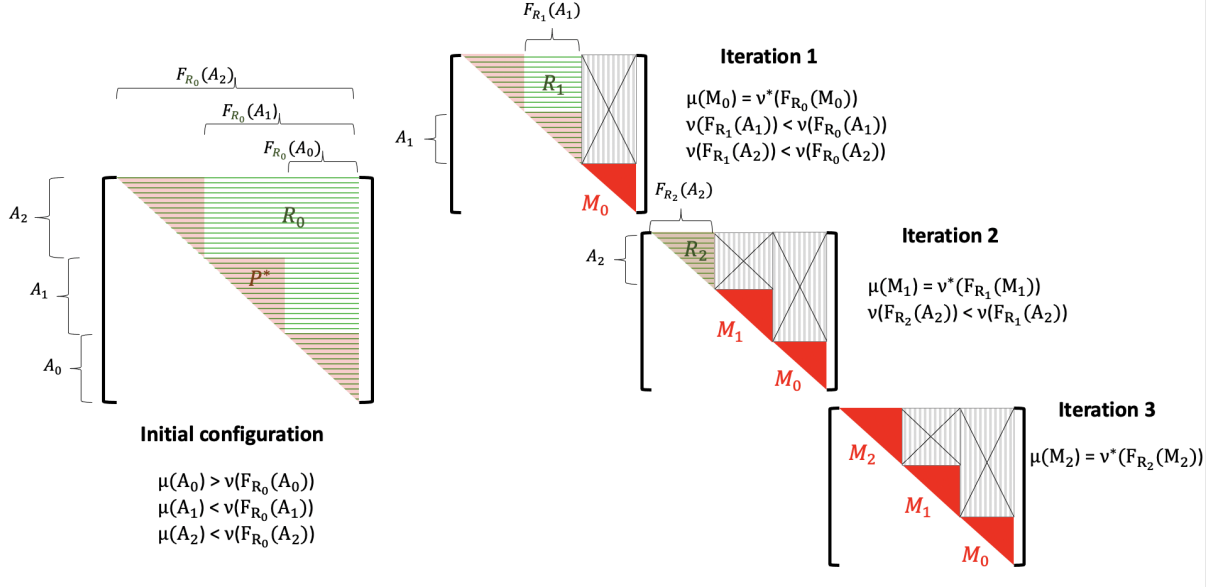 F_{R_0}(A_2)
F_{R_0}(A_1)
F_{R_0}(A_0)
A_2
A_1
A_0
R_0
P*
Initial configuration
μ(A_0) > ν(F_{R_0}(A_0))
μ(A_1) < ν(F_{R_0}(A_1))
μ(A_2) < ν(F_{R_0}(A_2))
F_{R_1}(A_1)
R_1
A_1
M_0
Iteration 1
μ(M_0) = ν*(F_{R_0}(M_0))
ν(F_{R_1}(A_1)) < ν(F_{R_0}(A_1))
ν(F_{R_1}(A_2)) < ν(F_{R_0}(A_2))
F_{R_2}(A_2)
A_2
R_2
M_1
M_0
Iteration 2
μ(M_1) = ν*(F_{R_1}(M_1))
ν(F_{R_2}(A_2)) < ν(F_{R_1}(A_2))
M_2
M_1
M_0
Iteration 3
μ(M_2) = ν*(F_{R_2}(M_2))